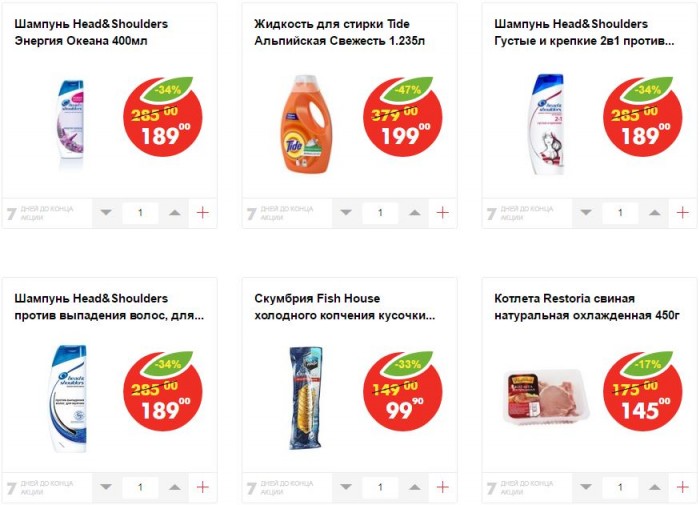 Шампунь Head&Shoulders
Энергия Океана 400мл
-34%
285 00
189 00
7 ДНЕЙ ДО КОНЦА
АКЦИИ
1
+
Жидкость для стирки Tide
Альпийская Свежесть 1.235л
Tide
-47%
379 00
199 00
7 ДНЕЙ ДО КОНЦА
АКЦИИ
1
+
Шампунь Head&Shoulders
Густые и крепкие 2в1 против...
head&
shoulders
-34%
285 00
189 00
7 ДНЕЙ ДО КОНЦА
АКЦИИ
1
+
Шампунь Head&Shoulders
против выпадения волос, для...
head&
shoulders
-34%
285 00
189 00
7 ДНЕЙ ДО КОНЦА
АКЦИИ
1
+
Скумбрия Fish House
холодного копчения кусочки...
-33%
149 00
99 90
7 ДНЕЙ ДО КОНЦА
АКЦИИ
1
+
Котлета Restoria свиная
натуральная охлажденная 450г
-17%
175 00
145 00
7 ДНЕЙ ДО КОНЦА
АКЦИИ
1
+